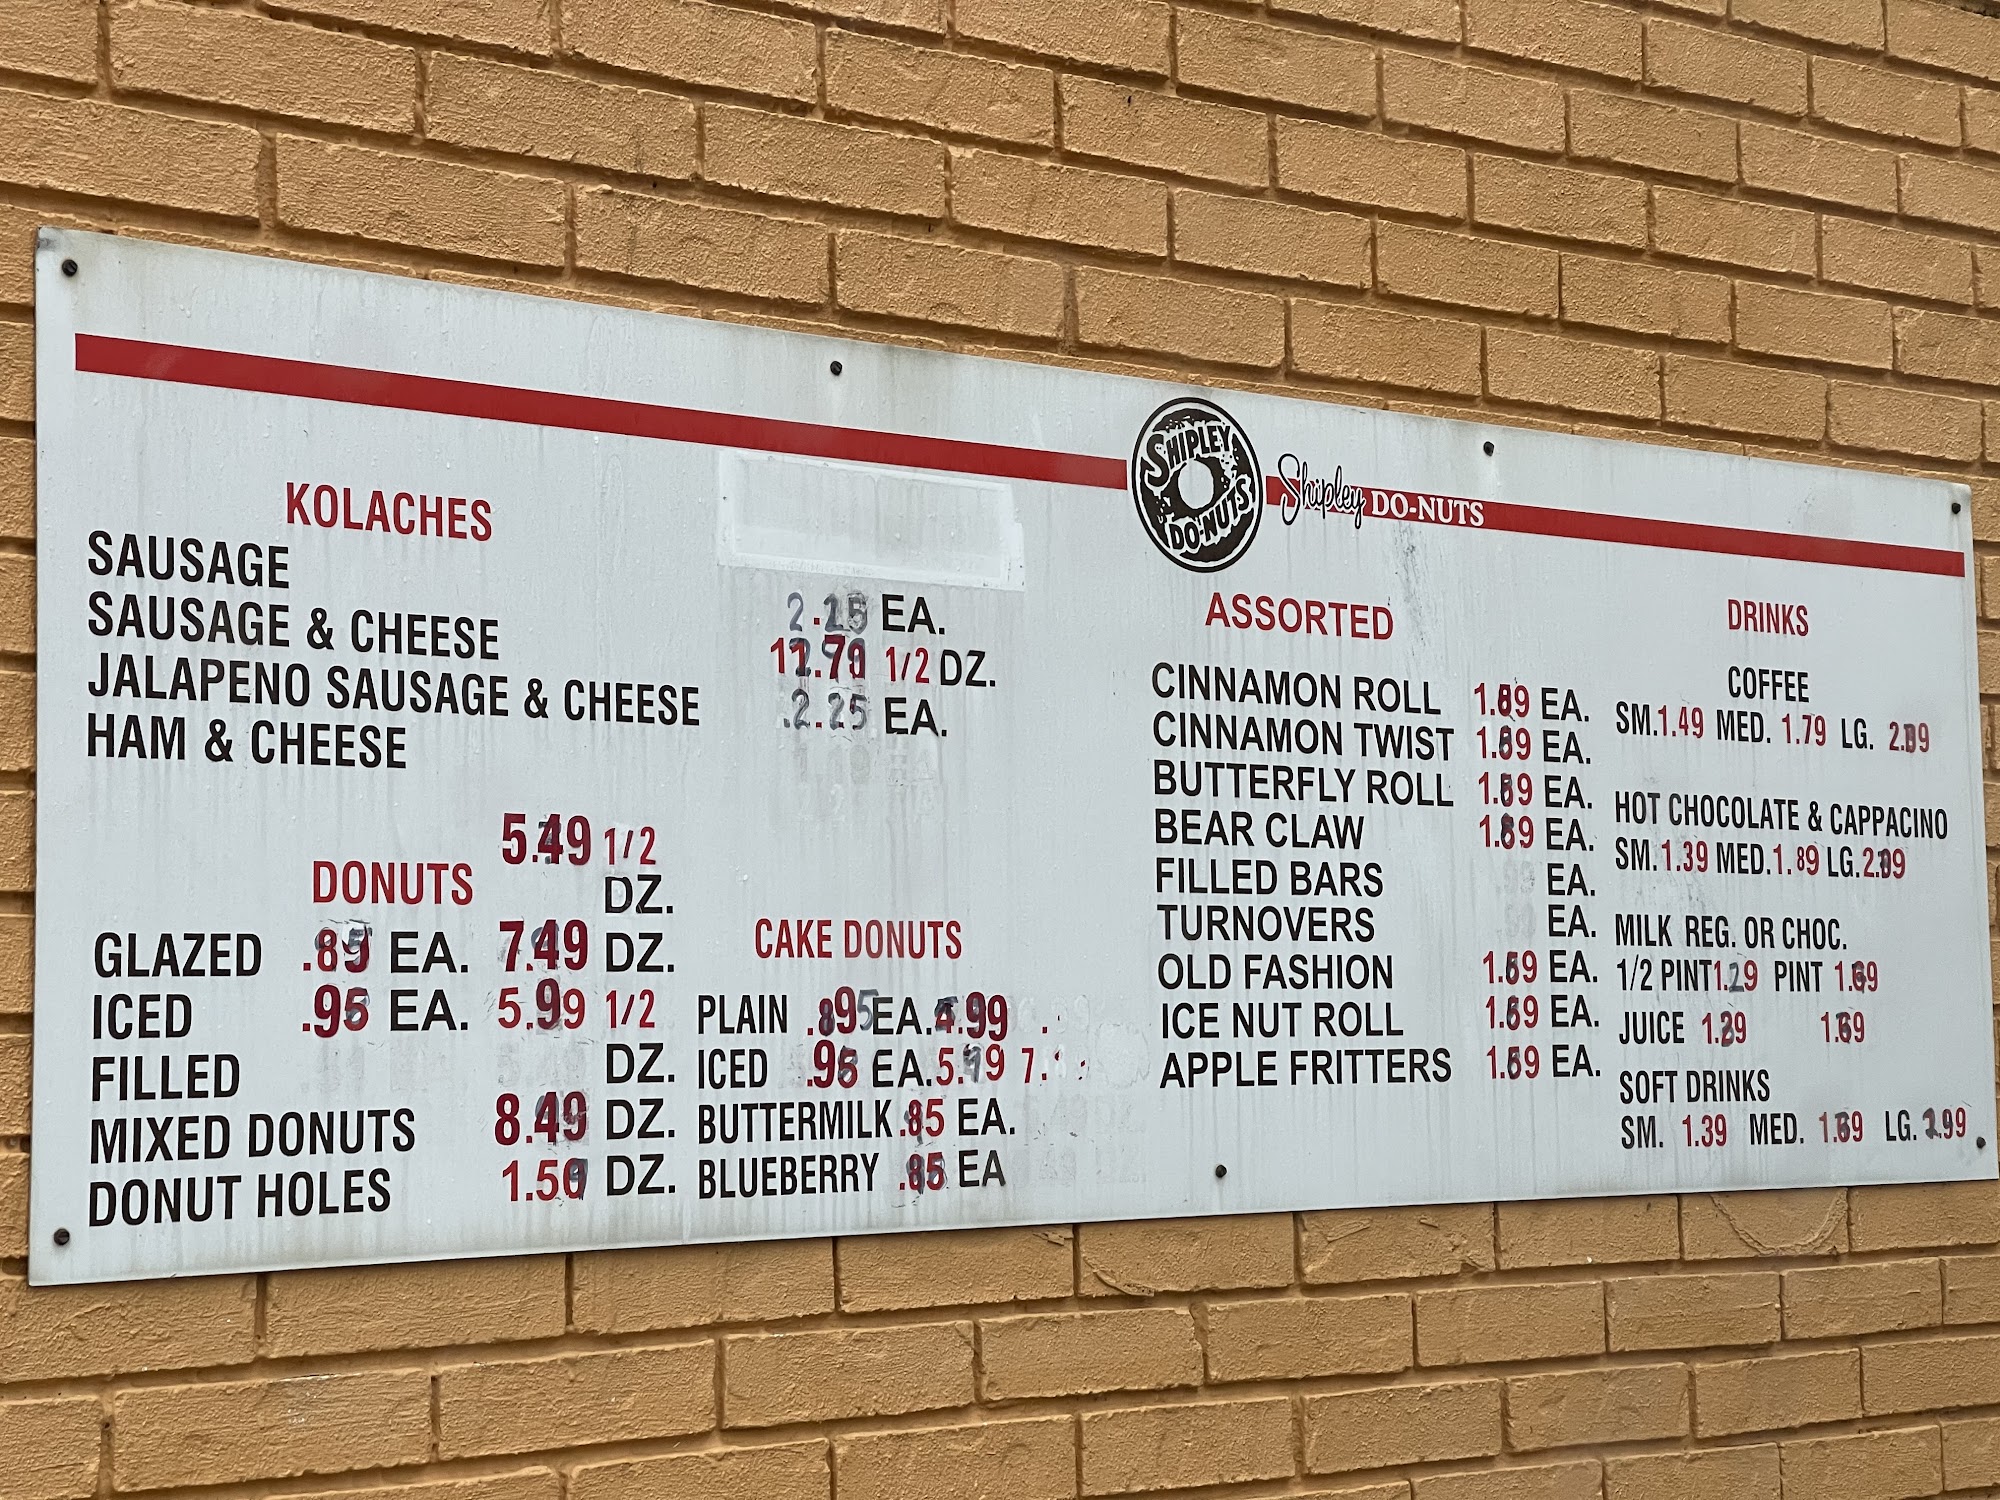 SHIPLEY
DO-NUTS
Shipley DO-NUTS
KOLACHES
SAUSAGE
SAUSAGE & CHEESE
JALAPENO SAUSAGE & CHEESE
HAM & CHEESE
EA.
1/2 DZ.
2.25 EA.
5.49 1/2
DZ.
DONUTS
GLAZED EA. 7.49 DZ.
ICED EA. 5.99 1/2
FILLED DZ.
MIXED DONUTS 8.49 DZ.
DONUT HOLES DZ.
CAKE DONUTS
PLAIN EA.
ICED EA.
BUTTERMILK .85 EA.
BLUEBERRY .85 EA
ASSORTED
CINNAMON ROLL EA.
CINNAMON TWIST EA.
BUTTERFLY ROLL EA.
BEAR CLAW EA.
FILLED BARS EA.
TURNOVERS EA.
OLD FASHION EA.
ICE NUT ROLL EA.
APPLE FRITTERS EA.
DRINKS
COFFEE
SM.1.49 MED. 1.79 LG.
HOT CHOCOLATE & CAPPACINO
SM.1.39 MED.1.89 LG.
MILK REG. OR CHOC.
1/2 PINT PINT
JUICE
SOFT DRINKS
SM. 1.39 MED. LG.